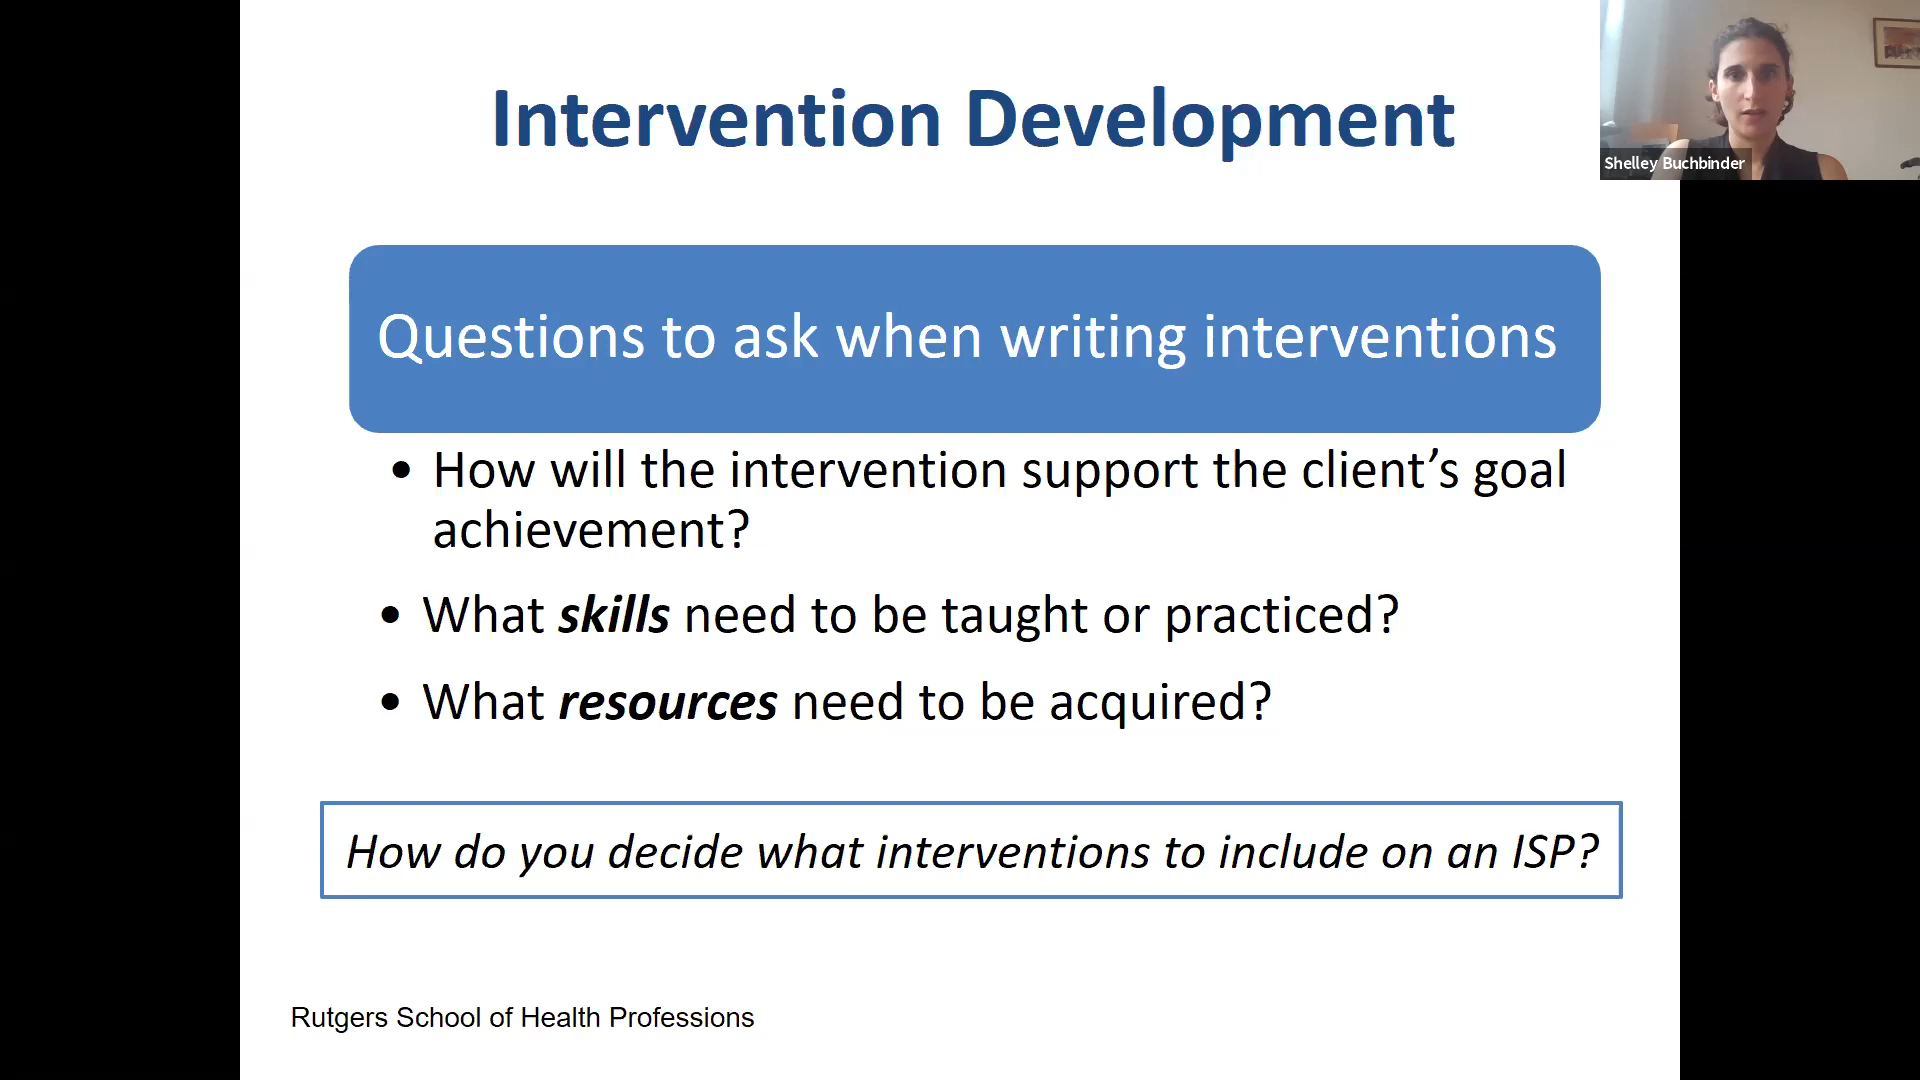 Intervention Development
Shelley Buchbinder
Questions to ask when writing interventions
• How will the intervention support the client’s goal
achievement?
• What skills need to be taught or practiced?
• What resources need to be acquired?
How do you decide what interventions to include on an ISP?
Rutgers School of Health Professions